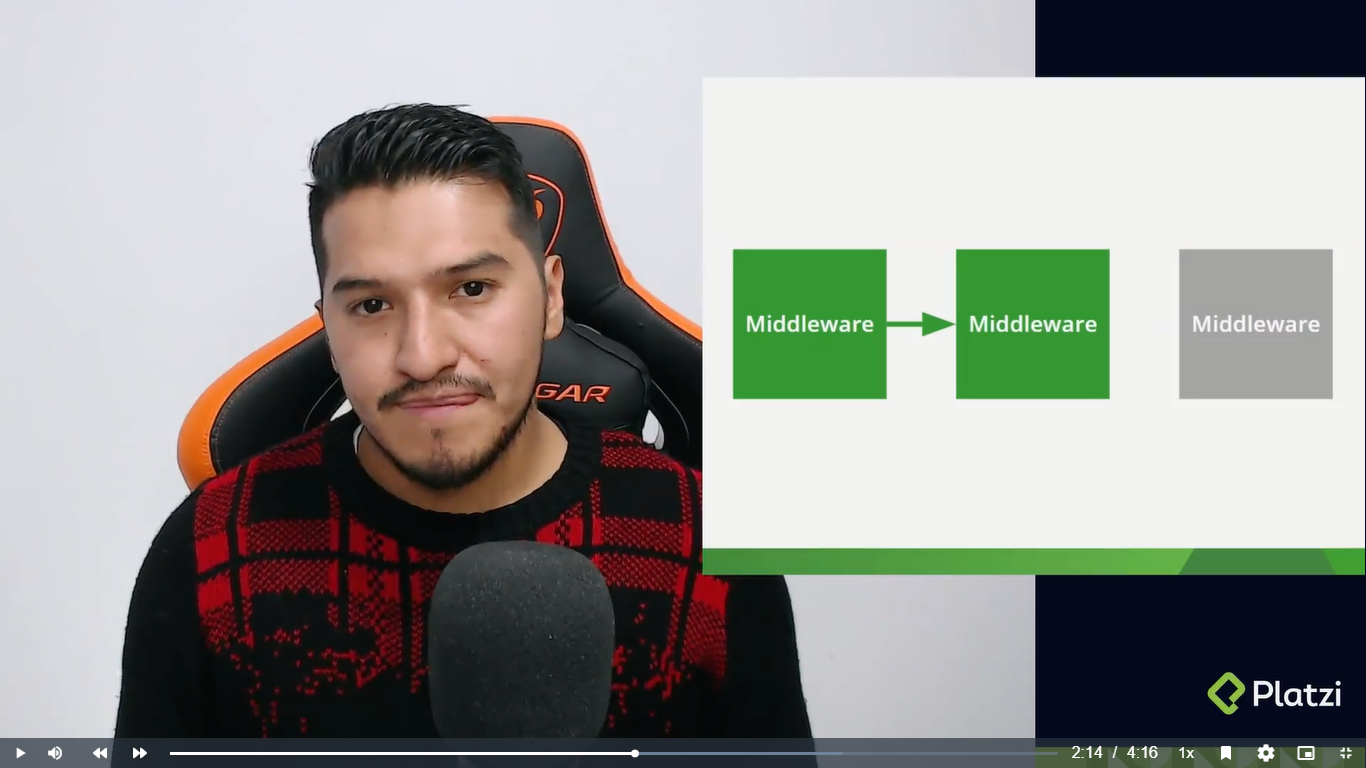 GAR
Middleware
Middleware
Middleware
Platzi
2:14 / 4:16
1x